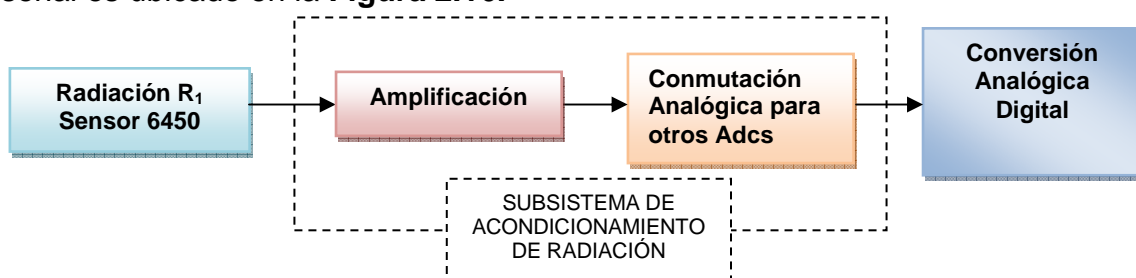 Radiación R₁
Sensor 6450
Amplificación
Conmutación
Analógica para
otros Adcs
Conversión
Analógica
Digital
SUBSISTEMA DE
ACONDICIONAMIENTO
DE RADIACIÓN